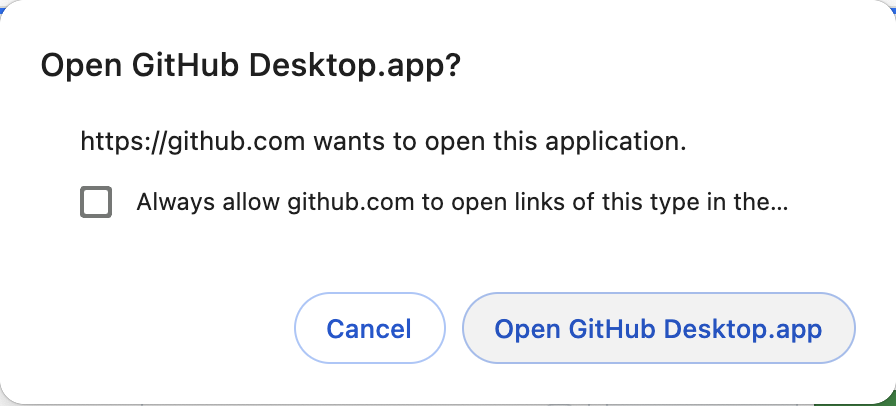 Open GitHub Desktop.app?
https://github.com wants to open this application.
Always allow github.com to open links of this type in the...
Cancel
Open GitHub Desktop.app